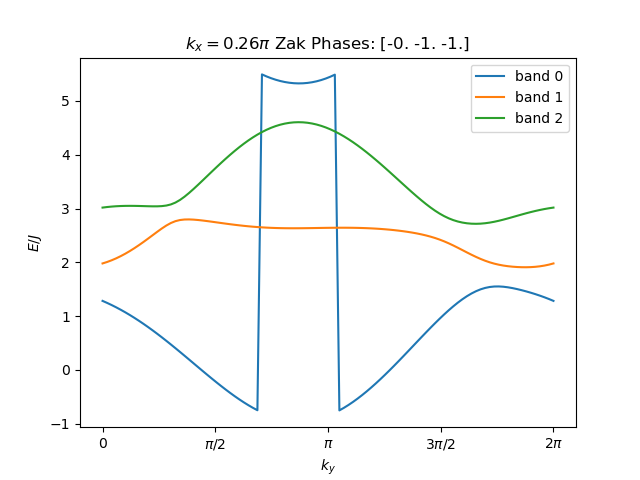 $k_x = 0.26\pi$ Zak Phases: [-0. -1. -1.]
band 0
band 1
band 2
5
4
3
2
1
0
−1
E/J
0
π/2
π
3π/2
2π
$k_y$